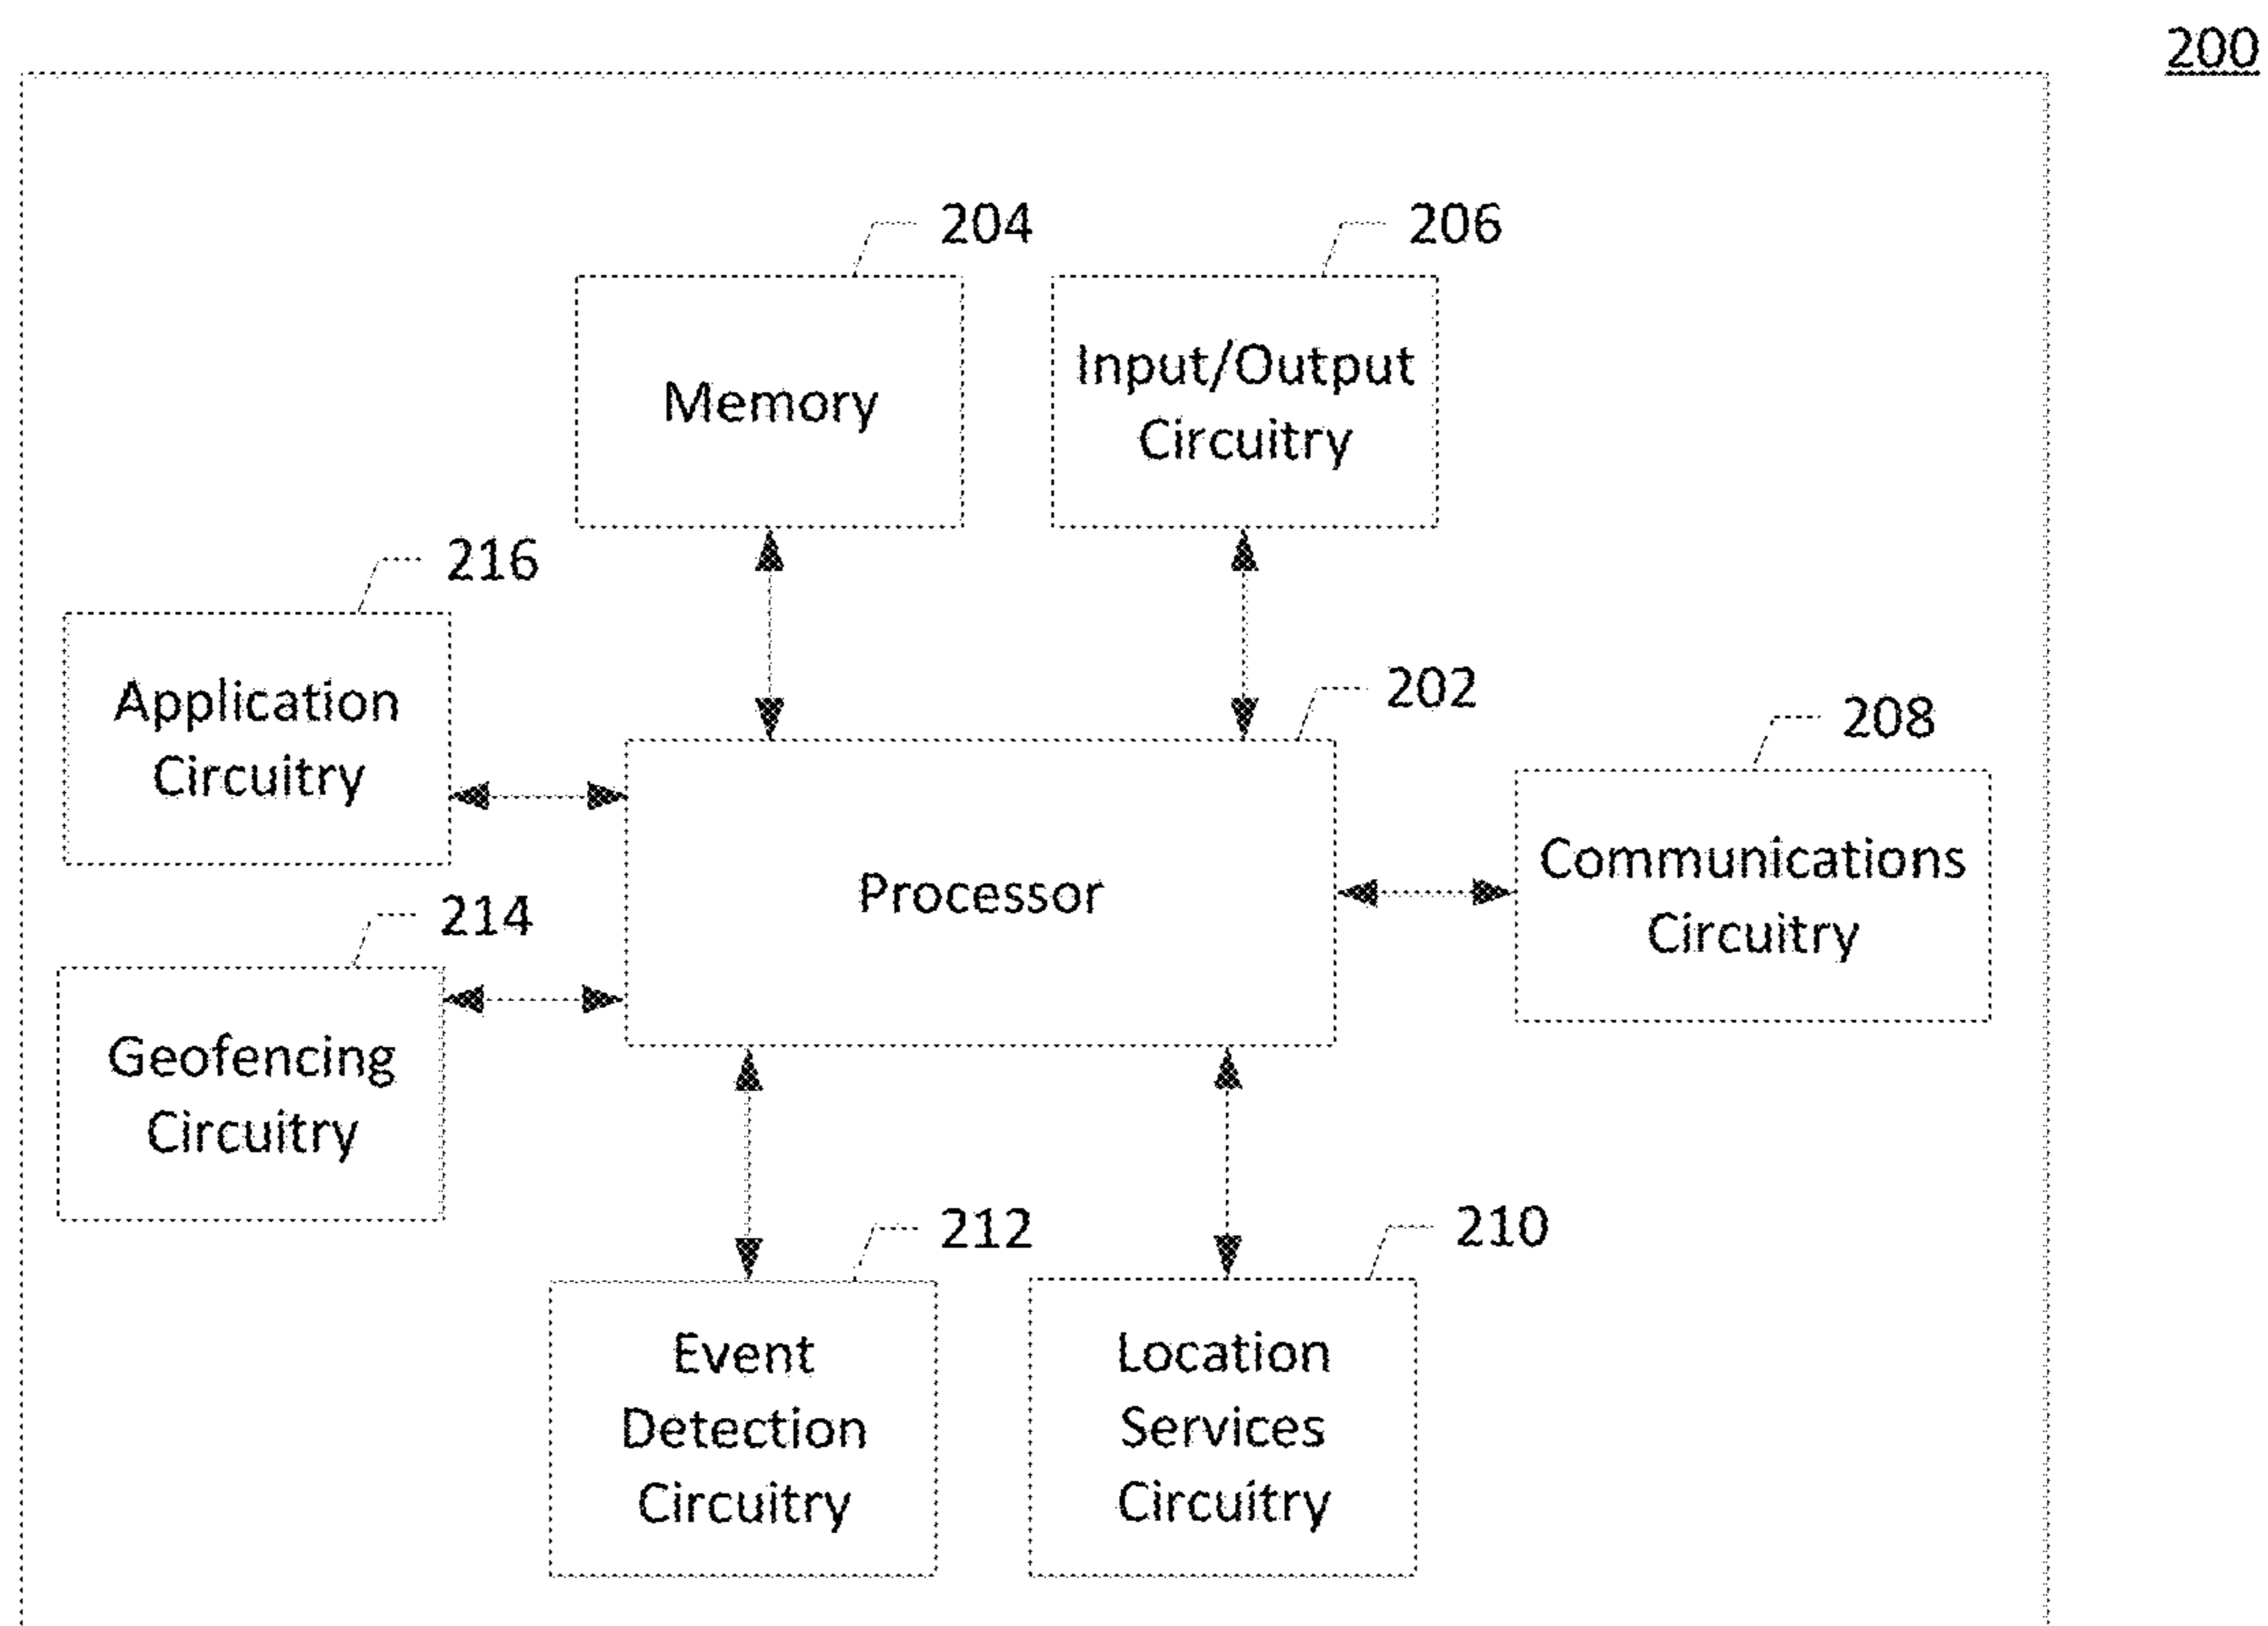 200
204
206
Memory
Input/Output
Circuitry
216
Application
Circuitry
202
208
Processor
Communications
Circuitry
214
Geofencing
Circuitry
212
210
Event
Detection
Circuitry
Location
Services
Circuitry